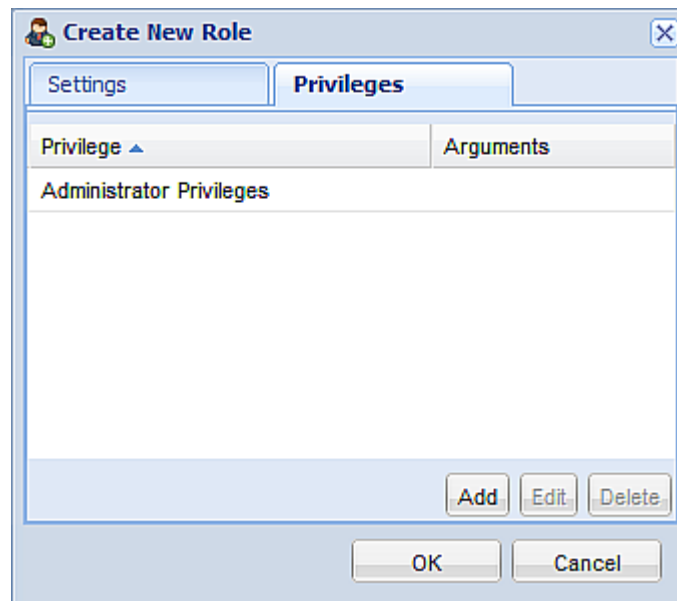 Create New Role
Settings Privileges
Privilege Arguments
Administrator Privileges
Add Edit Delete
OK Cancel